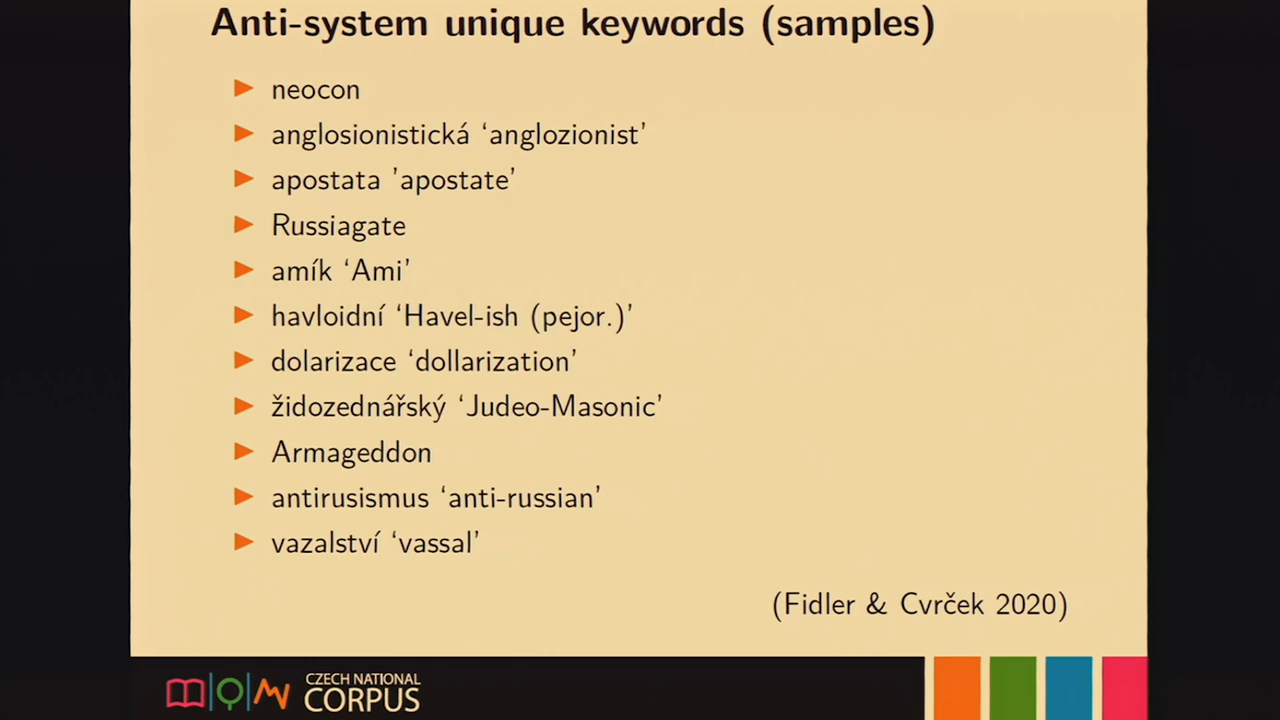 Anti-system unique keywords (samples)
neocon
anglosionistická ‘anglozionist’
apostata ’apostate’
Russiagate
amík ‘Ami’
havloidní ‘Havel-ish (pejor.)’
dolarizace ‘dollarization’
židozednářský ‘Judeo-Masonic’
Armageddon
antirusismus ‘anti-russian’
vazalství ‘vassal’
(Fidler & Cvrček 2020)
CZECH NATIONAL
CORPUS